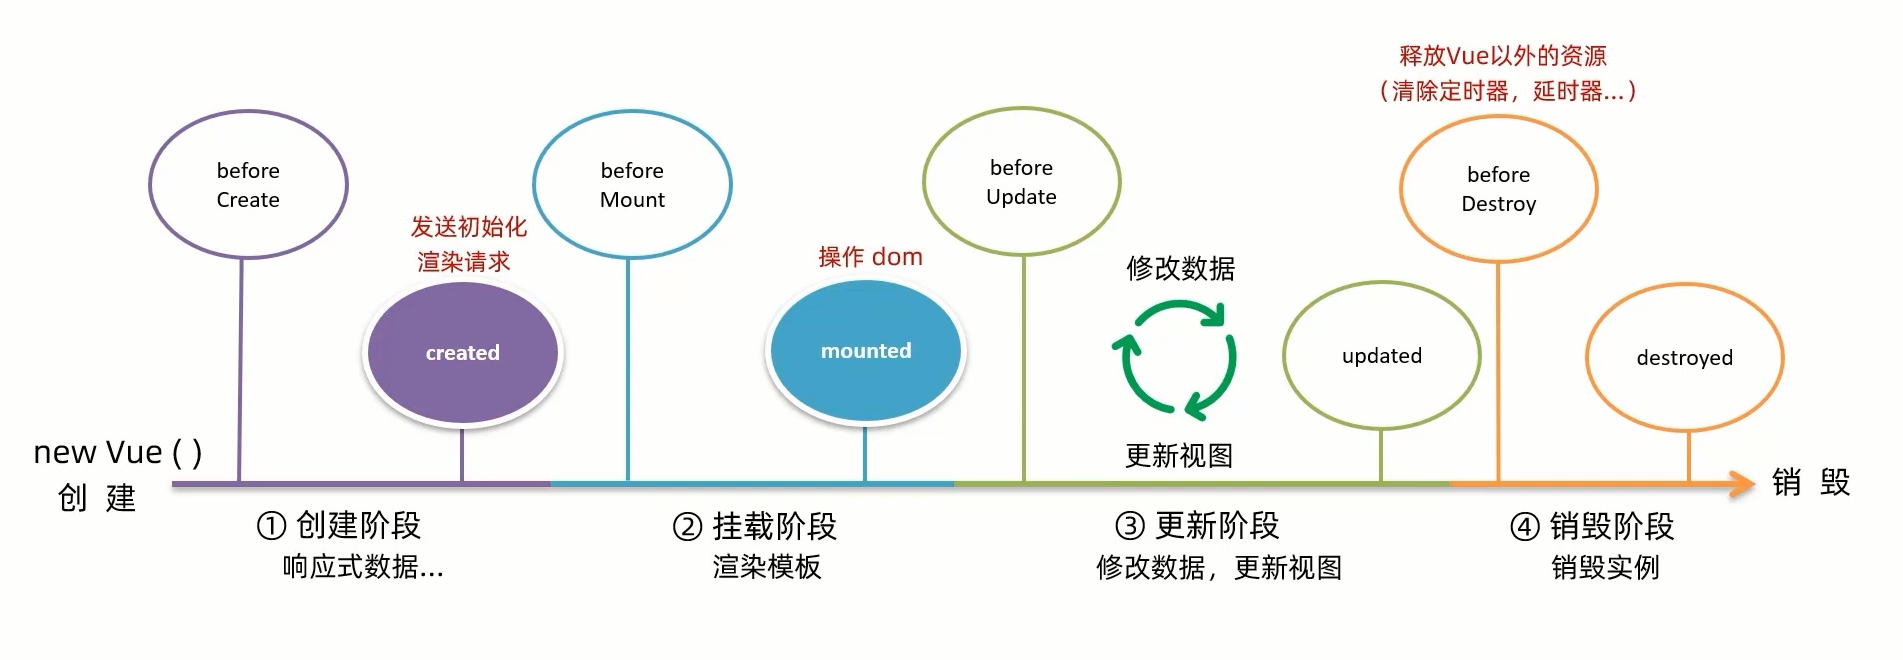 释放Vue以外的资源
（清除定时器，延时器...）
before
Create
发送初始化
渲染请求
created
before
Mount
操作 dom
mounted
before
Update
修改数据
更新视图
updated
before
Destroy
destroyed
new Vue ( )
创 建
销 毁
① 创建阶段
响应式数据...
② 挂载阶段
渲染模板
③ 更新阶段
修改数据，更新视图
④ 销毁阶段
销毁实例